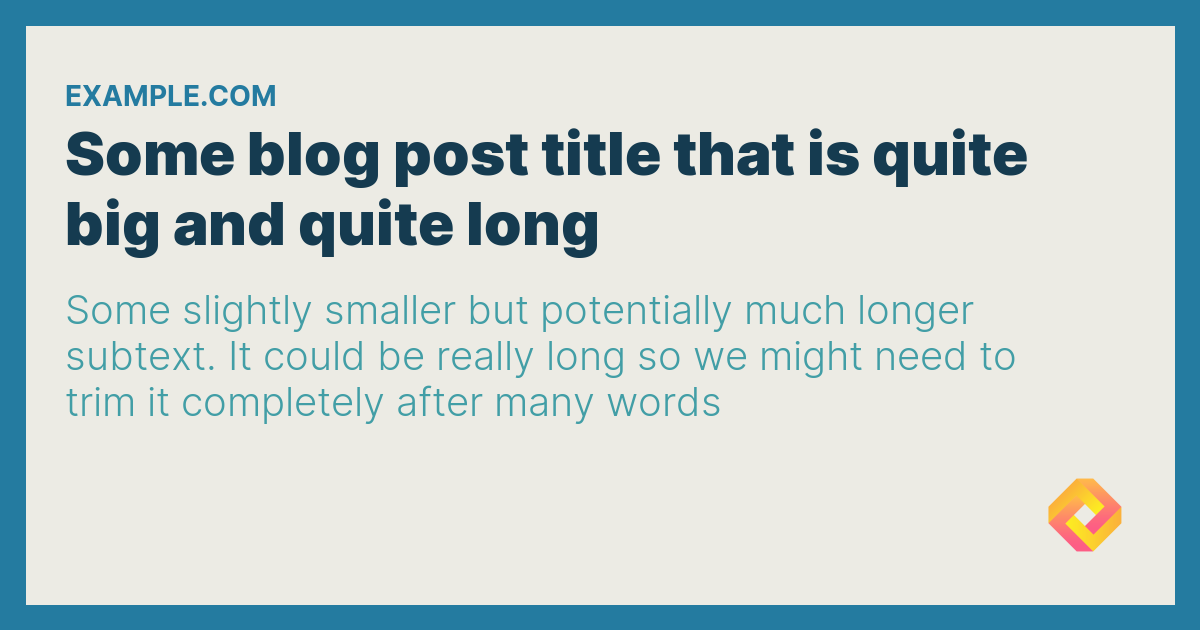 EXAMPLE.COM
Some blog post title that is quite
big and quite long
Some slightly smaller but potentially much longer
subtext. It could be really long so we might need to
trim it completely after many words